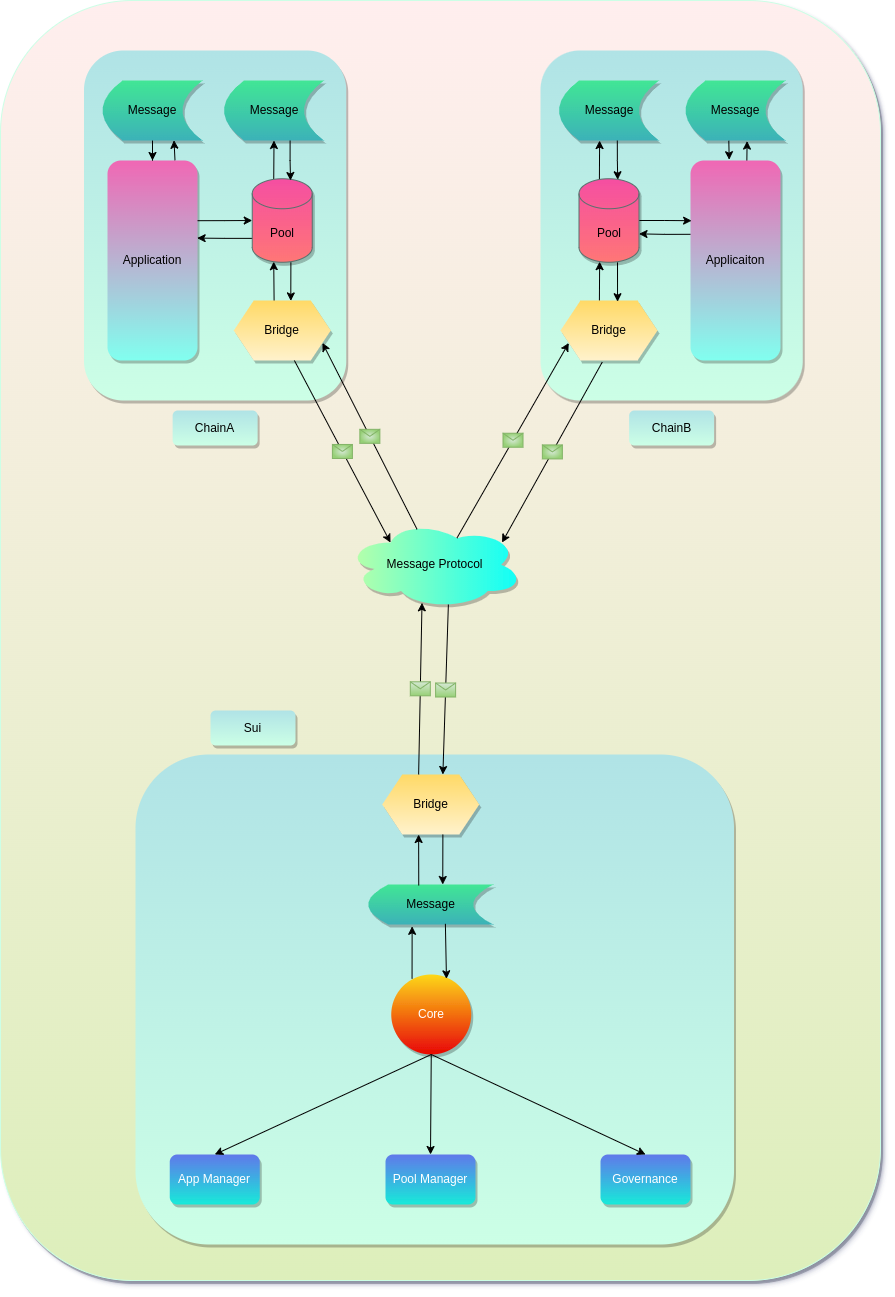 Message
Message
Message
Message
Application
Pool
Pool
Applicaiton
Bridge
Bridge
ChainA
ChainB
Message Protocol
Sui
Bridge
Message
Core
App Manager
Pool Manager
Governance